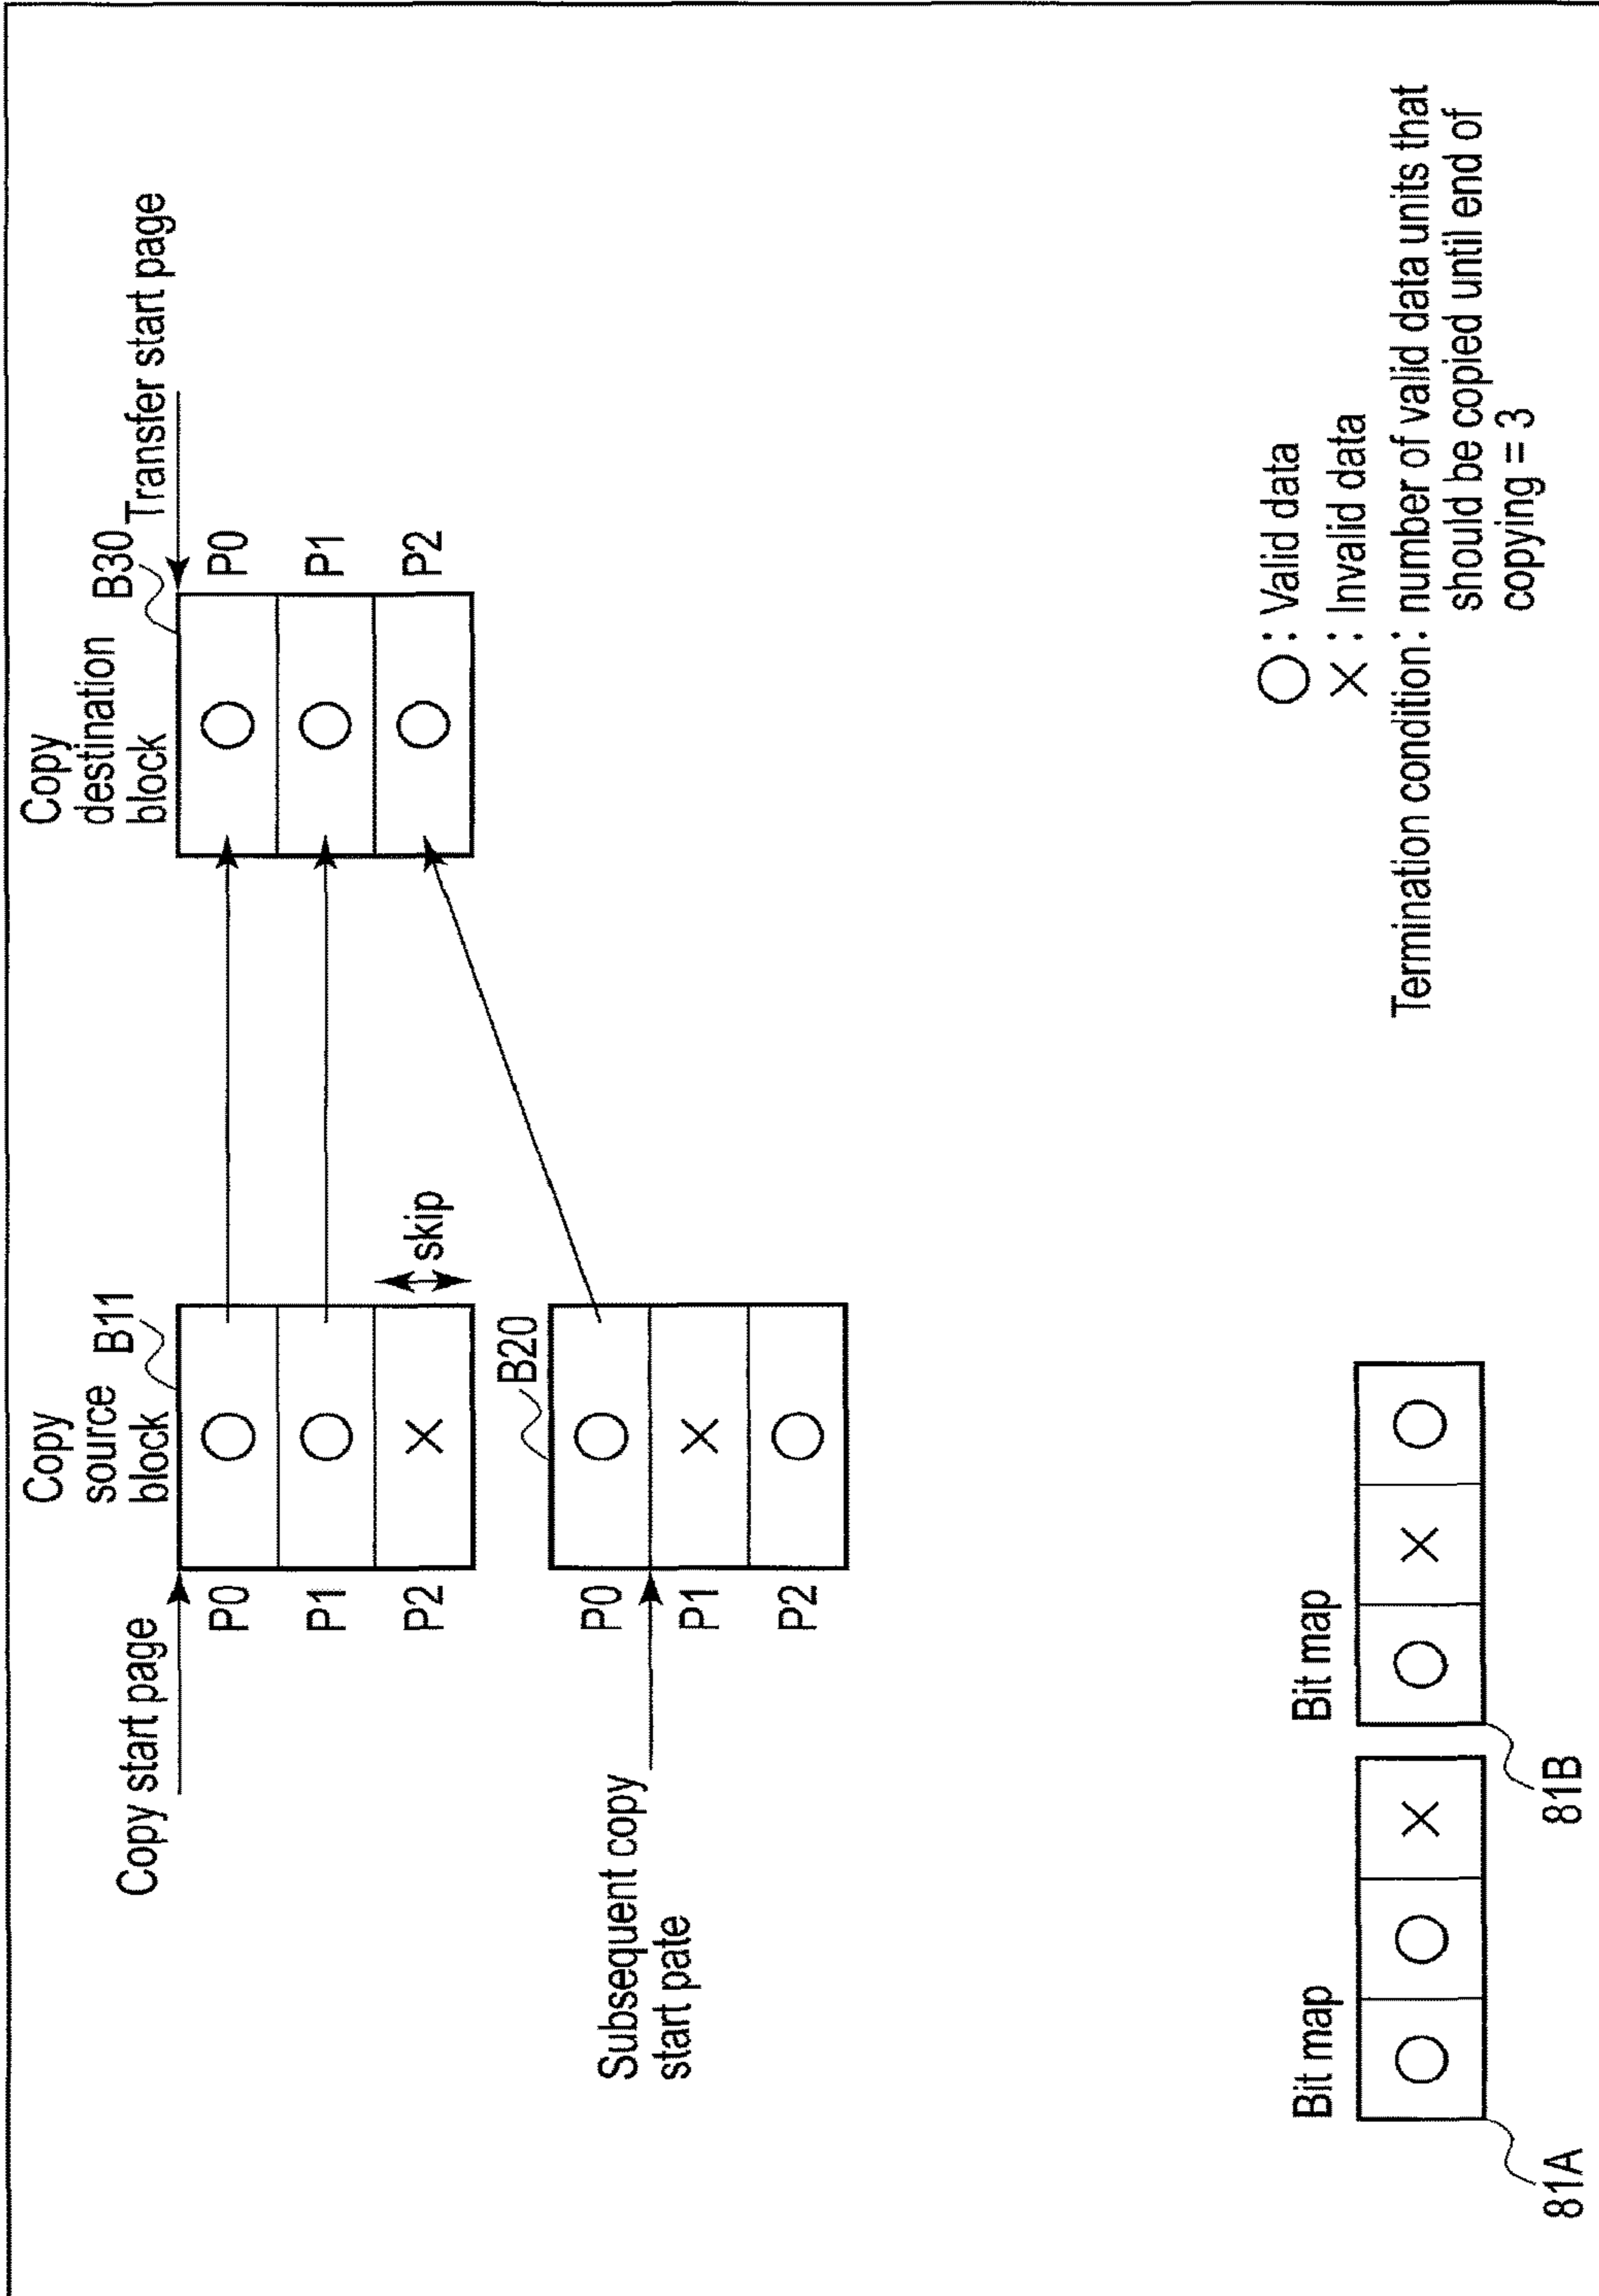 Copy
source
block
B11
Copy start page
P0
P1
P2
skip
B20
P0
P1
P2
Subsequent copy
start pate
Copy
destination
block
B30
Transfer start page
P0
P1
P2
Bit map
81A
Bit map
81B
○ : Valid data
× : Invalid data
Termination condition : number of valid data units that
should be copied until end of
copying = 3